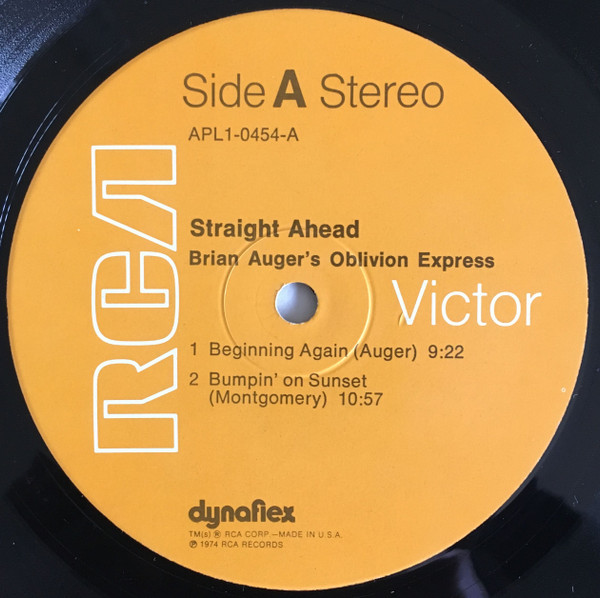 Side A Stereo
APL1-0454-A
RCA
Straight Ahead
Brian Auger's Oblivion Express
Victor
1 Beginning Again (Auger) 9:22
2 Bumpin' on Sunset
(Montgomery) 10:57
dynaflex
TM(s) ® RCA CORP.—MADE IN U.S.A.
℗ 1974 RCA RECORDS